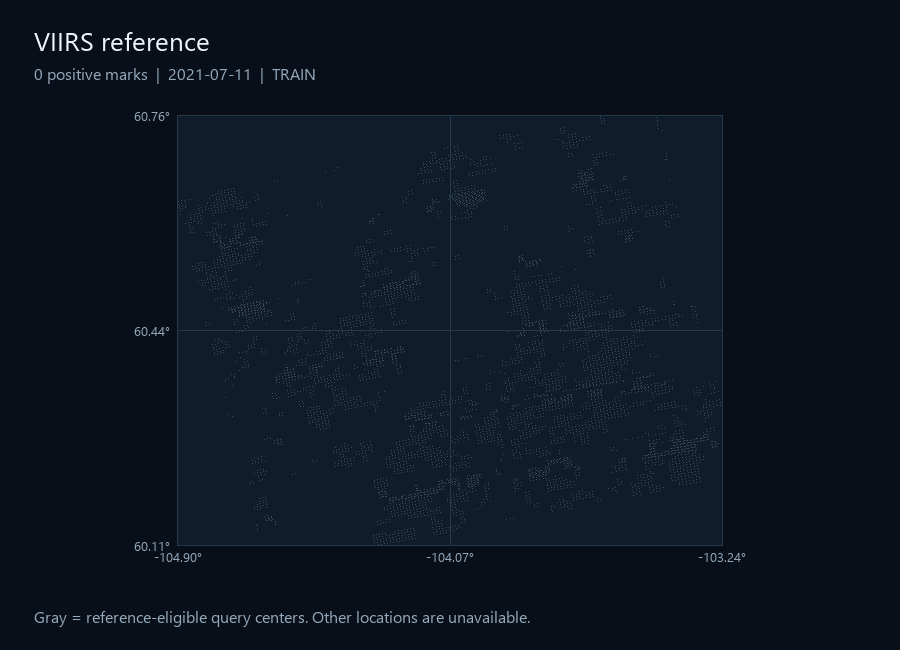 VIIRS reference
0 positive marks | 2021-07-11 | TRAIN
60.76°
60.44°
60.11°
-104.90°
-104.07°
-103.24°
Gray = reference-eligible query centers. Other locations are unavailable.